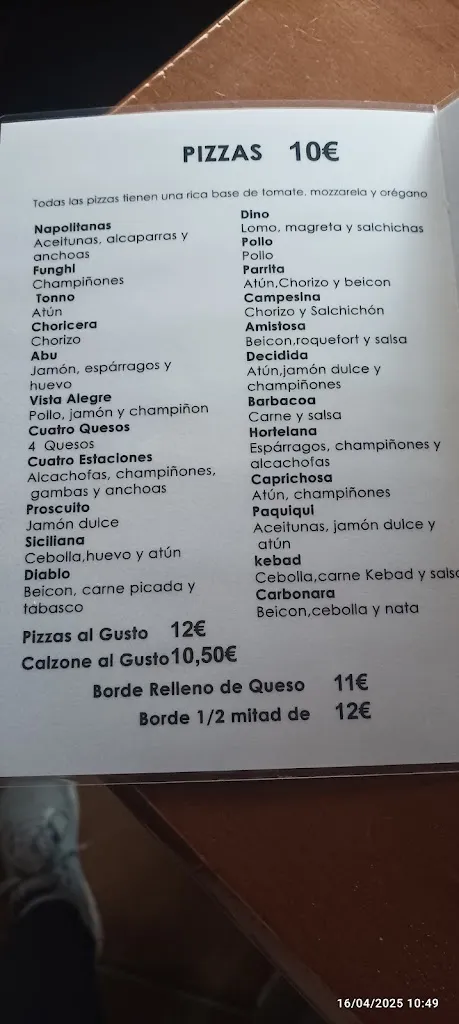 PIZZAS 10€
Todas las pizzas tienen una rica base de tomate, mozzarela y orégano
Napolitanas
Aceitunas, alcaparras y
anchoas
Funghi
Champiñones
Tonno
Atún
Choricera
Chorizo
Abu
Jamón, espárragos y
huevo
Vista Alegre
Pollo, jamón y champiñon
Cuatro Quesos
4 Quesos
Cuatro Estaciones
Alcachofas, champiñones,
gambas y anchoas
Proscuito
Jamón dulce
Siciliana
Cebolla,huevo y atún
Diablo
Beicon, carne picada y
tabasco
Dino
Lomo, magreta y salchichas
Pollo
Pollo
Parrita
Atún,Chorizo y beicon
Campesina
Chorizo y Salchichón
Amistosa
Beicon,roquefort y salsa
Decidida
Atún,jamón dulce y
champiñones
Barbacoa
Carne y salsa
Hortelana
Espárragos, champiñones y
alcachofas
Caprichosa
Atún, champiñones
Paquiqui
Aceitunas, jamón dulce y
atún
kebad
Cebolla,carne Kebad y salsa
Carbonara
Beicon,cebolla y nata
Pizzas al Gusto 12€
Calzone al Gusto 10,50€
Borde Relleno de Queso 11€
Borde 1/2 mitad de 12€
16/04/2025 10:49